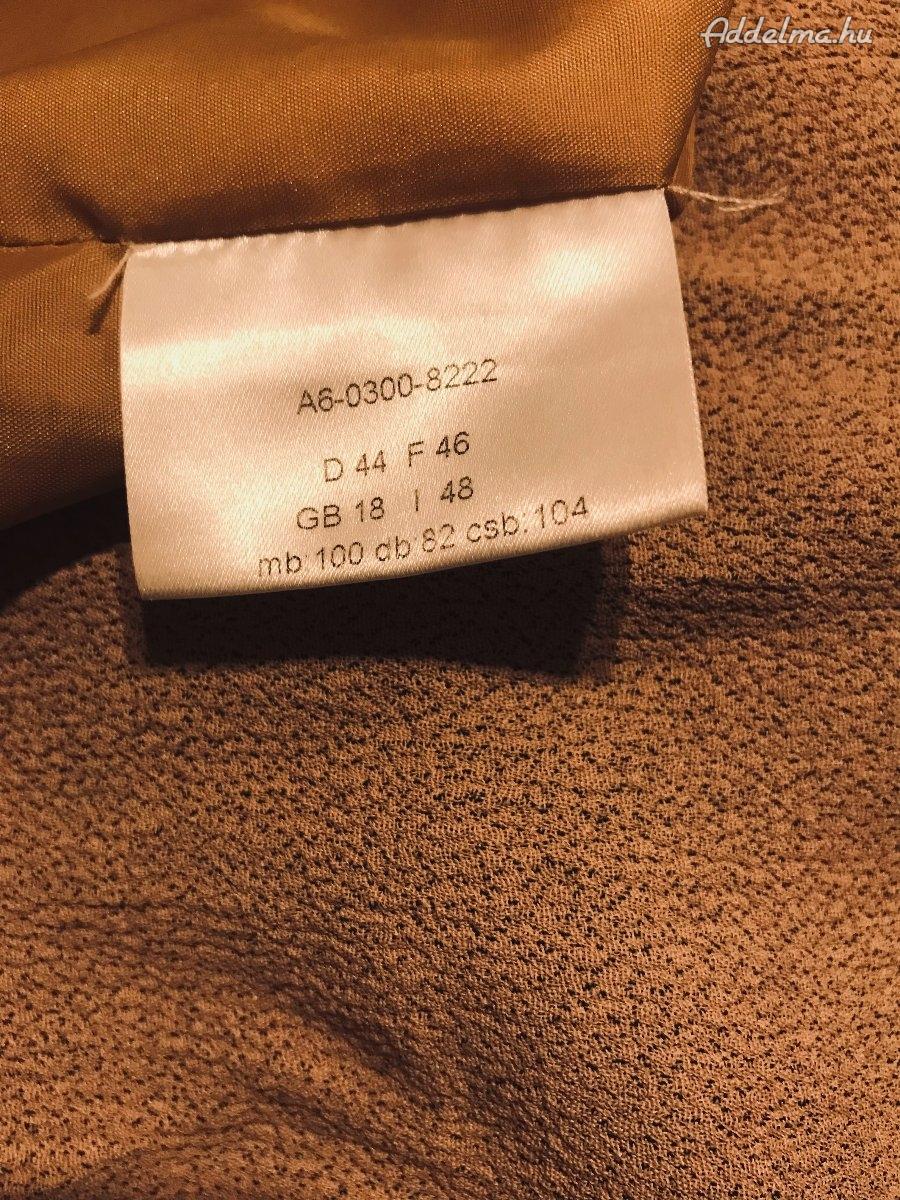 Addelma.hu
A6-0300-8222
D 44 F 46
GB 18 I 48
mb:100 db:82 csb:104